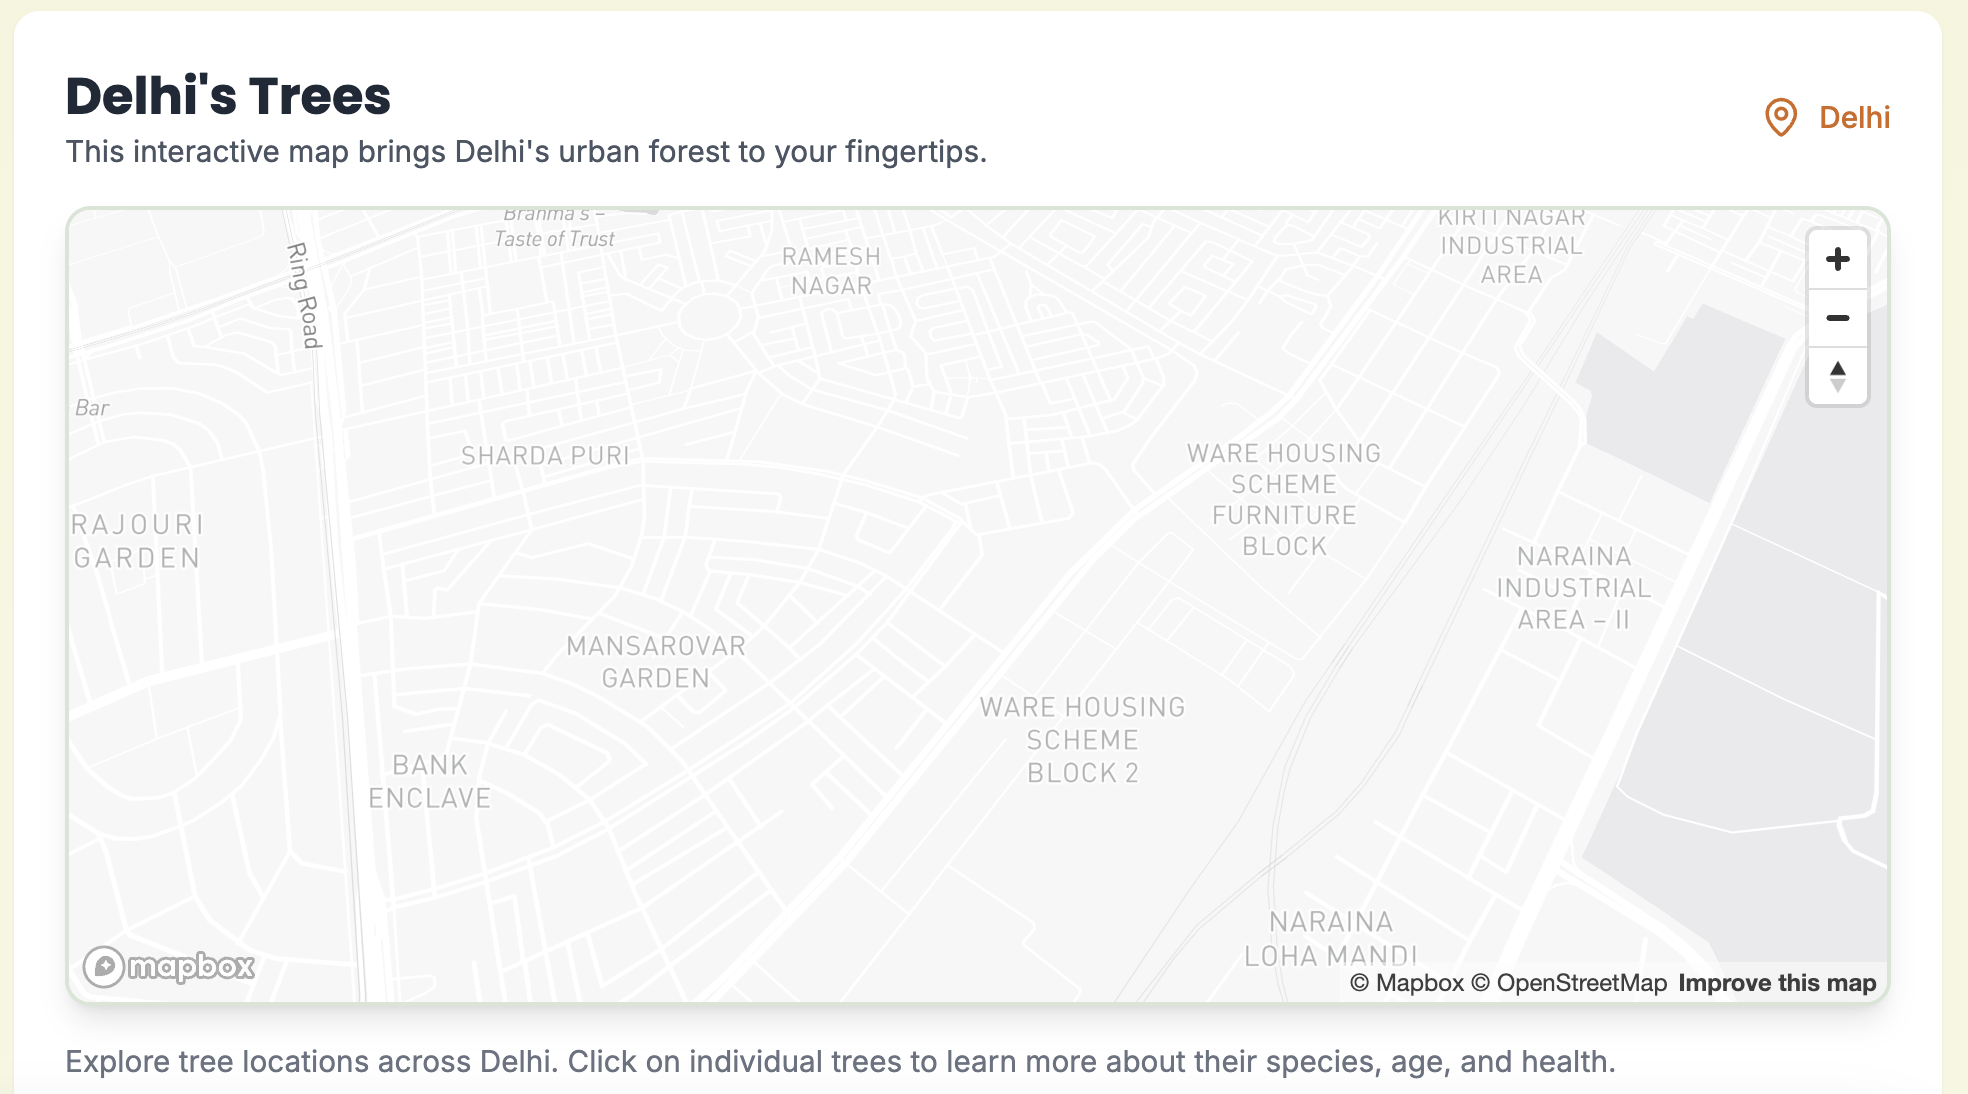 Delhi's Trees
This interactive map brings Delhi's urban forest to your fingertips.
Delhi
Brahma's –
Taste of Trust
Ring Road
RAMESH
NAGAR
KIRTI NAGAR
INDUSTRIAL
AREA
Bar
SHARDA PURI
WARE HOUSING
SCHEME
FURNITURE
BLOCK
RAJOURI
GARDEN
NARAINA
INDUSTRIAL
AREA – II
MANSAROVAR
GARDEN
WARE HOUSING
SCHEME
BLOCK 2
BANK
ENCLAVE
NARAINA
LOHA MANDI
mapbox
© Mapbox © OpenStreetMap Improve this map
Explore tree locations across Delhi. Click on individual trees to learn more about their species, age, and health.